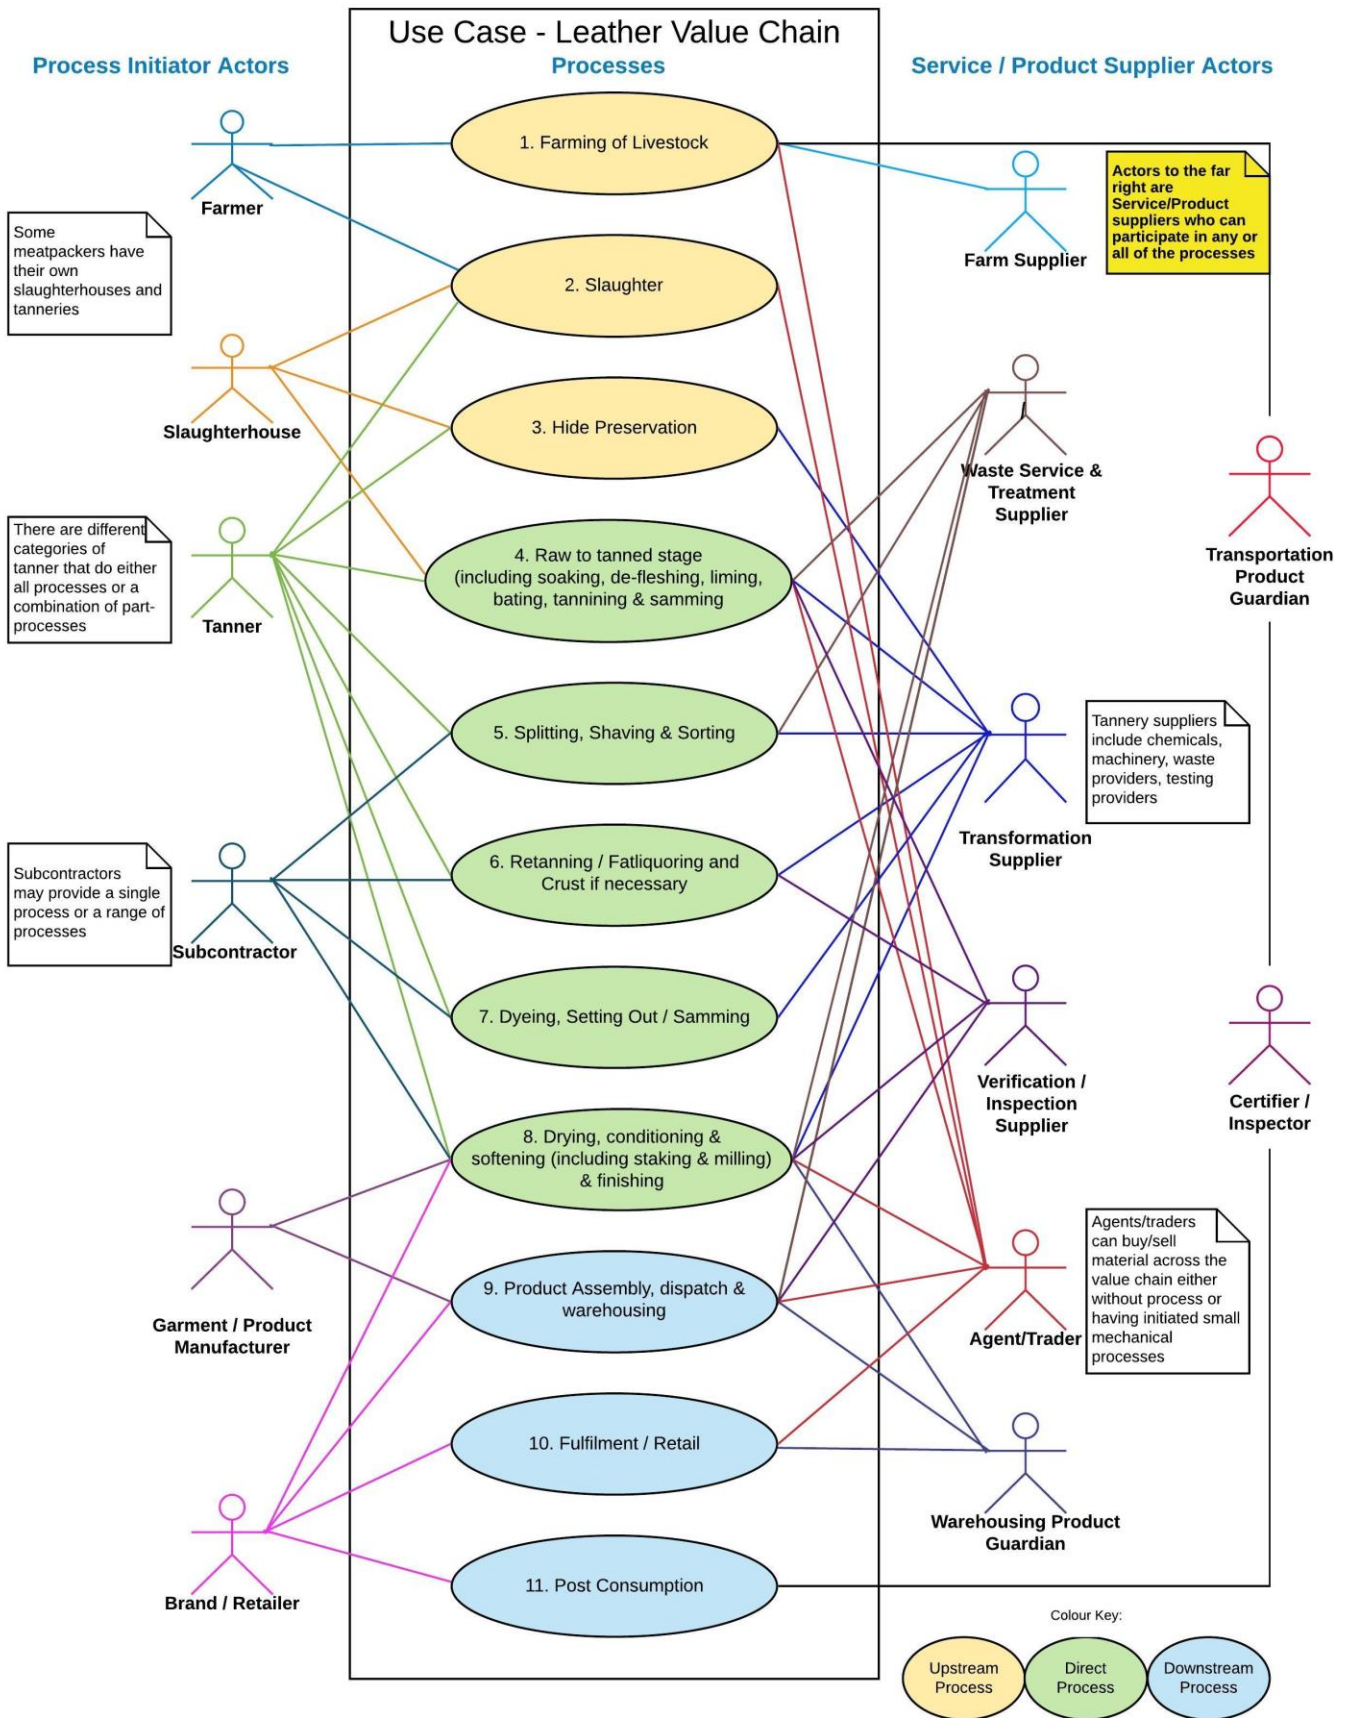 Use Case - Leather Value Chain
Process Initiator Actors
Processes
Service / Product Supplier Actors
1. Farming of Livestock
Farmer
Farm Supplier
Actors to the far
right are
Service/Product
suppliers who can
participate in any or
all of the processes
Some
meatpackers have
their own
slaughterhouses and
tanneries
2. Slaughter
Slaughterhouse
3. Hide Preservation
Waste Service &
Treatment
Supplier
Transportation
Product
Guardian
There are different
categories of
tanner that do either
all processes or a
combination of part-
processes
Tanner
4. Raw to tanned stage
(including soaking, de-fleshing, liming,
bating, tannining & samming
5. Splitting, Shaving & Sorting
Transformation
Supplier
Tannery suppliers
include chemicals,
machinery, waste
providers, testing
providers
Subcontractors
may provide a single
process or a range of
processes
Subcontractor
6. Retanning / Fatliquoring and
Crust if necessary
7. Dyeing, Setting Out / Samming
Verification /
Inspection
Supplier
Certifier /
Inspector
8. Drying, conditioning &
softening (including staking & milling)
& finishing
Garment / Product
Manufacturer
9. Product Assembly, dispatch &
warehousing
Agent/Trader
Agents/traders
can buy/sell
material across the
value chain either
without process or
having initiated small
mechanical
processes
10. Fulfilment / Retail
Warehousing Product
Guardian
Brand / Retailer
11. Post Consumption
Colour Key:
Upstream
Process
Direct
Process
Downstream
Process